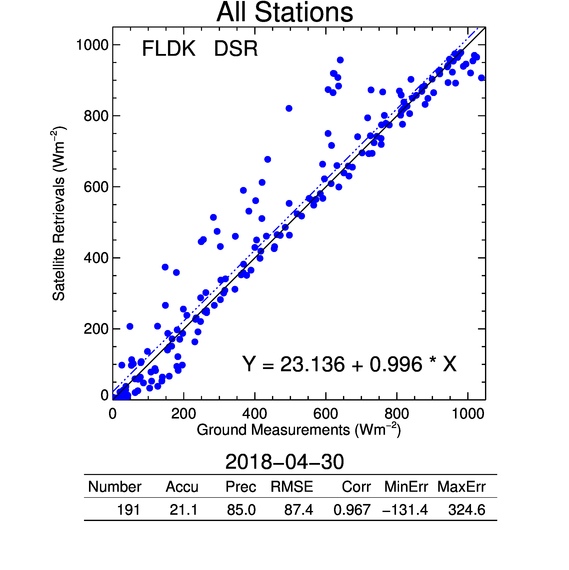 All Stations
FLDK DSR
1000
800
600
400
200
0
Satellite Retrievals (Wm−2)
Y = 23.136 + 0.996 * X
0 200 400 600 800 1000
Ground Measurements (Wm−2)
2018−04−30
Number Accu Prec RMSE Corr MinErr MaxErr
191 21.1 85.0 87.4 0.967 −131.4 324.6